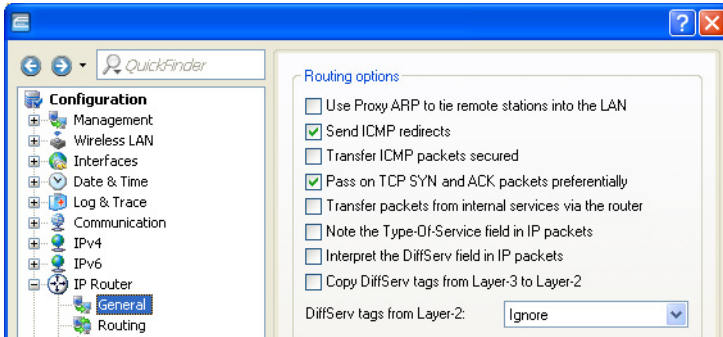 QuickFinder
Configuration
Management
Wireless LAN
Interfaces
Date & Time
Log & Trace
Communication
IPv4
IPv6
IP Router
General
Routing
Routing options
Use Proxy ARP to tie remote stations into the LAN
Send ICMP redirects
Transfer ICMP packets secured
Pass on TCP SYN and ACK packets preferentially
Transfer packets from internal services via the router
Note the Type-Of-Service field in IP packets
Interpret the DiffServ field in IP packets
Copy DiffServ tags from Layer-3 to Layer-2
DiffServ tags from Layer-2: Ignore